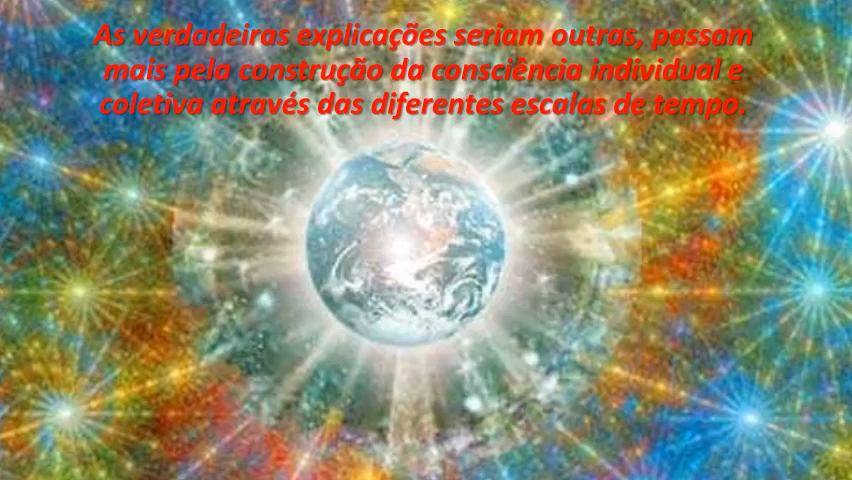 As verdadeiras explicações seriam outras, passam
mais pela construção da consciência individual e
coletiva através das diferentes escalas de tempo.